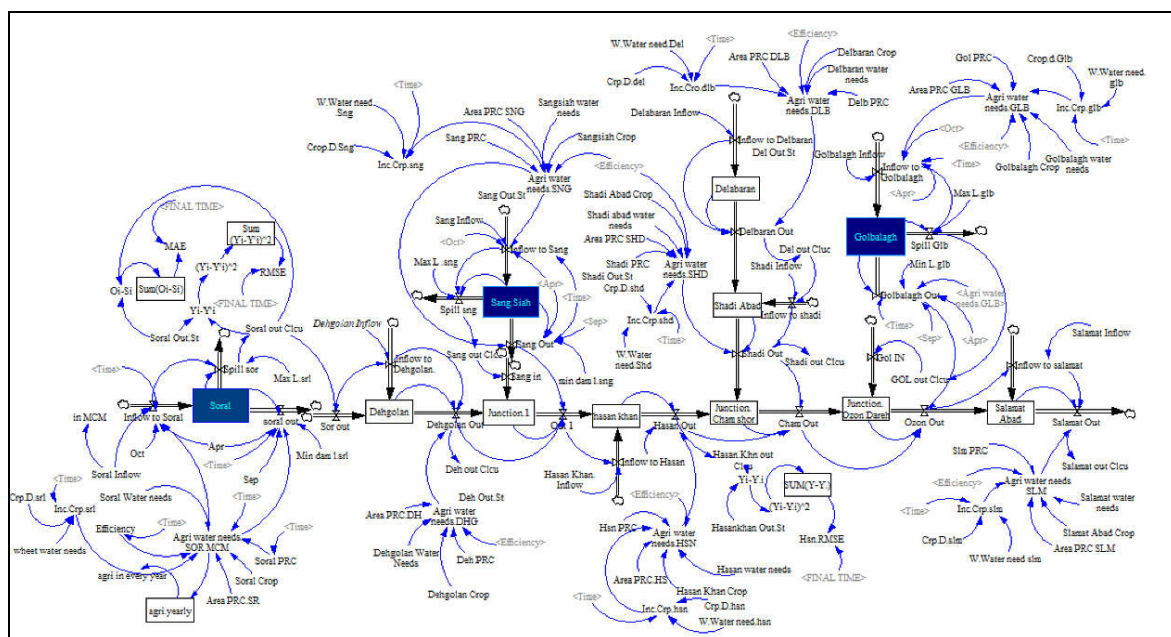 <Time>
W.Water need.
Sng
Crop.D.Sng
Inc.Crp.sng
Area PRC SNG
Sang PRC
Sangsiah water
needs
Sangsiah Crop
<Efficiency>
Agri water
needs.SNG
Sang Out.St
Sang Inflow
<Oct>
Inflow to Sang
Max L .sng
<Apr>
<Time>
Spill sng
Sang Siah
<Sep>
Sang Out
Sang out Clcu
Sang in
min dam l.sng
W.Water need.Del
<Time>
Crp.D.del
Inc.Cro.dlb
Area PRC DLB
<Efficiency>
Delbaran Crop
Delbaran water
needs
Agri water
needs.DLB
Delb PRC
Delabaran Inflow
Inflow to Delbaran
Del Out.St
Delabaran
Delbaran Out
Del out Cluc
Shadi Inflow
Shadi Abad Crop
Shadi abad water
needs
Area PRC SHD
Shadi PRC
Shadi Out.St
Crp.D.shd
Agri water
needs.SHD
Inc.Crp.shd
<Time>
W.Water
need.Shd
Shadi Abad
Inflow to shadi
Shadi Out
Shadi out Clcu
Gol PRC
Crop.d.Glb
W.Water need.
glb
Area PRC GLB
Agri water
needs.GLB
Inc.Crp.glb
<Oct>
<Efficiency>
<Time>
Golbalagh water
needs
Golbalagh Crop
Golbalagh Inflow
Inflow to
Golbalagh
<Time>
<Apr>
Max L.glb
Golbalagh
Spill Glb
Min L.glb
Golbalagh Out
<Agri water
needs.GLB>
<Time>
<Sep>
<Apr>
Gol IN
GOL out Clcu
<FINAL TIME>
Sum
(Yi-Y'i)^2
MAE
(Yi-Y'i)^2
RMSE
Oi-Si
Sum(Oi-Si)
Yi-Y'i
<FINAL TIME>
Soral Out.St
Soral out Clcu
Spill sor
<Time>
Max L.srl
Soral
Inflow to Soral
soral out
Sor out
in MCM
Oct
Apr
<Time>
Sep
Min dam l.srl
Soral Inflow
Dehgolan Inflow
Inflow to
Dehgolan.
Dehgolan
Dehgolan Out
Junction 1
Out 1
hasan khan
Hasan Out
Junction.
Cham shor
Cham Out
Junction.
Ozon Dareh
Ozon Out
Salamat
Abad
Salamat Out
Salamat Inflow
Inflow to salamat
Crp.D.srl
Inc.Crp.srl
Soral Water needs
wheet water needs
Efficiency
<Time>
Agri water needs
SOR.MCM
<Time>
Soral PRC
Soral Crop
Area PRC.SR
agri in every year
agri.yearly
Deh out Clcu
Deh Out.St
Area PRC.DH
Agri water
needs.DHG
Dehgolan Water
Needs
Deh PRC
<Efficiency>
Dehgolan Crop
Hasan Khan.
Inflow
Inflow to Hasan
Hasan.Khn out
Clcu
Yi-Y.i
SUM(Y-Y.)
(Yi-Y.i)^2
Hasankhan Out.St
Han.RMSE
<FINAL TIME>
<Efficiency>
Han PRC
Agri water
needs.HSN
Area PRC.HS
Hasan water needs
Hasan Khan Crop
<Time>
Inc.Crp.han
Crp.D.han
W.Water need.han
Slm PRC
<Efficiency>
Agri water needs
SLM
Salamat out Clcu
<Time>
Inc.Crp.slm
Crp.D.slm
W.Water need slm
Salamat water
needs
Slamat Abad Crop
Area PRC SLM